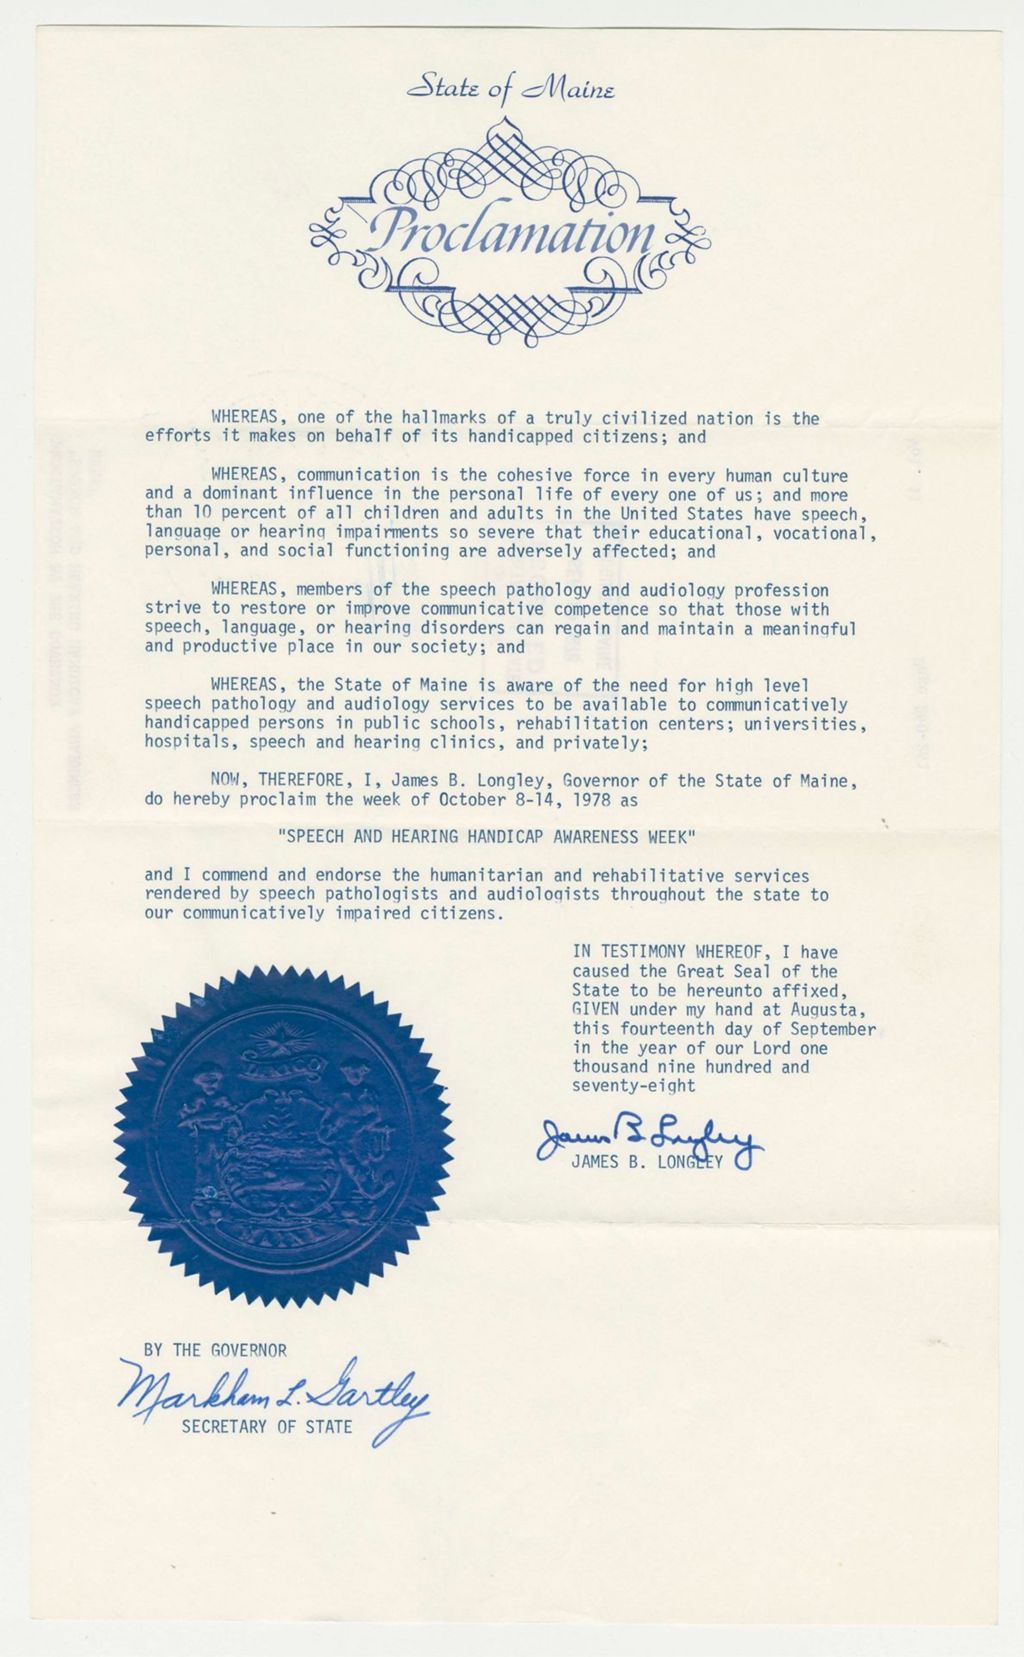 State of Maine
Proclamation
WHEREAS, one of the hallmarks of a truly civilized nation is the
efforts it makes on behalf of its handicapped citizens; and
WHEREAS, communication is the cohesive force in every human culture
and a dominant influence in the personal life of every one of us; and more
than 10 percent of all children and adults in the United States have speech,
language or hearing impairments so severe that their educational, vocational,
personal, and social functioning are adversely affected; and
WHEREAS, members of the speech pathology and audiology profession
strive to restore or improve communicative competence so that those with
speech, language, or hearing disorders can regain and maintain a meaningful
and productive place in our society; and
WHEREAS, the State of Maine is aware of the need for high level
speech pathology and audiology services to be available to communicatively
handicapped persons in public schools, rehabilitation centers; universities,
hospitals, speech and hearing clinics, and privately;
NOW, THEREFORE, I, James B. Longley, Governor of the State of Maine,
do hereby proclaim the week of October 8-14, 1978 as
"SPEECH AND HEARING HANDICAP AWARENESS WEEK"
and I commend and endorse the humanitarian and rehabilitative services
rendered by speech pathologists and audiologists throughout the state to
our communicatively impaired citizens.
IN TESTIMONY WHEREOF, I have
caused the Great Seal of the
State to be hereunto affixed,
GIVEN under my hand at Augusta,
this fourteenth day of September
in the year of our Lord one
thousand nine hundred and
seventy-eight
James B. Longley
JAMES B. LONGLEY
MAINE
BY THE GOVERNOR
Markham L. Gartley
SECRETARY OF STATE